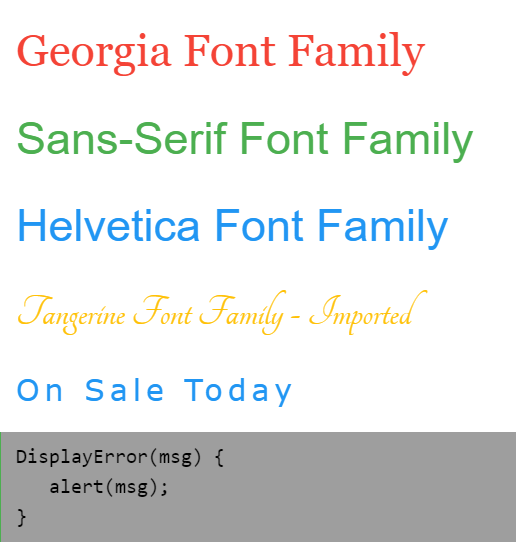 Georgia Font Family
Sans-Serif Font Family
Helvetica Font Family
Tangerine Font Family - Imported
On Sale Today
DisplayError(msg) {
   alert(msg);
}